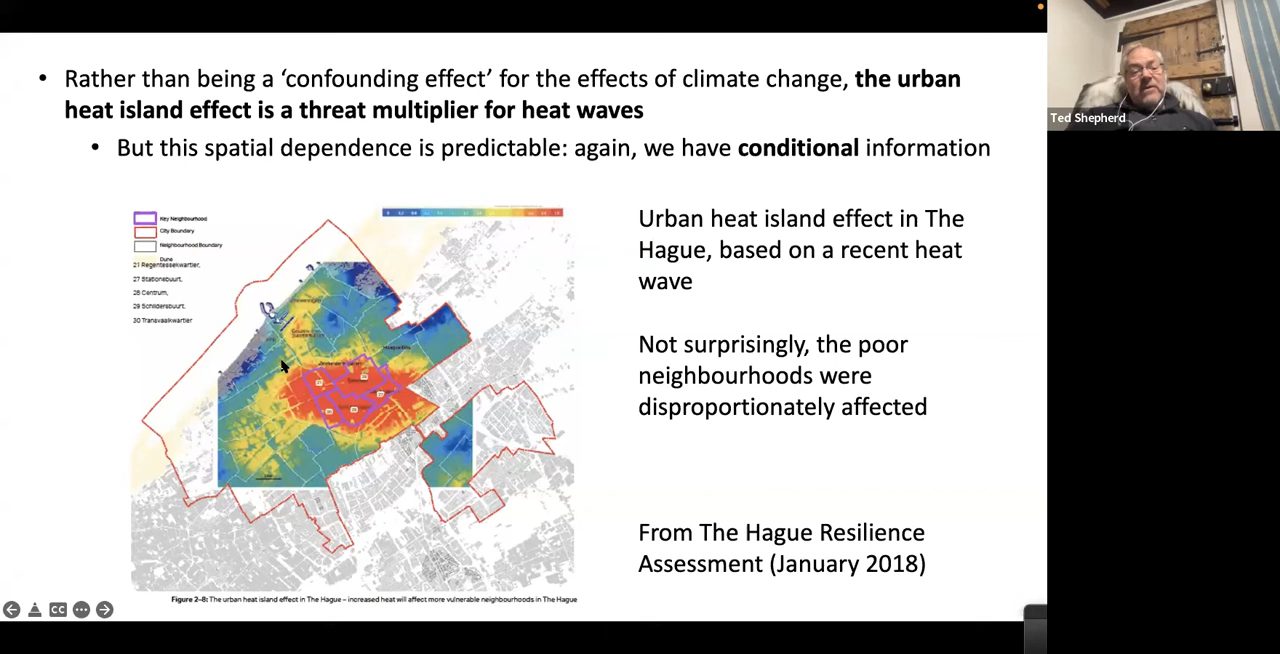 • Rather than being a ‘confounding effect’ for the effects of climate change, the urban
heat island effect is a threat multiplier for heat waves
• But this spatial dependence is predictable: again, we have conditional information
Ted Shepherd
Key Neighbourhood
City Boundary
Neighbourhood Boundary
Dune
21 Regentessekwartier,
27 Stationsbuurt,
28 Centrum,
29 Schildersbuurt,
30 Transvaalkwartier
Urban heat island effect in The
Hague, based on a recent heat
wave
Not surprisingly, the poor
neighbourhoods were
disproportionately affected
From The Hague Resilience
Assessment (January 2018)
Figure 2-8: The urban heat island effect in The Hague – increased heat will affect more vulnerable neighbourhoods in The Hague
CC